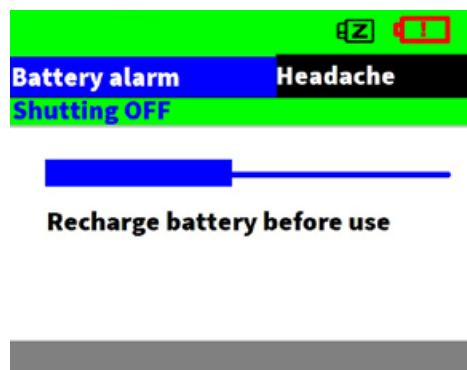 Z !
Battery alarm Headache
Shutting OFF
Recharge battery before use